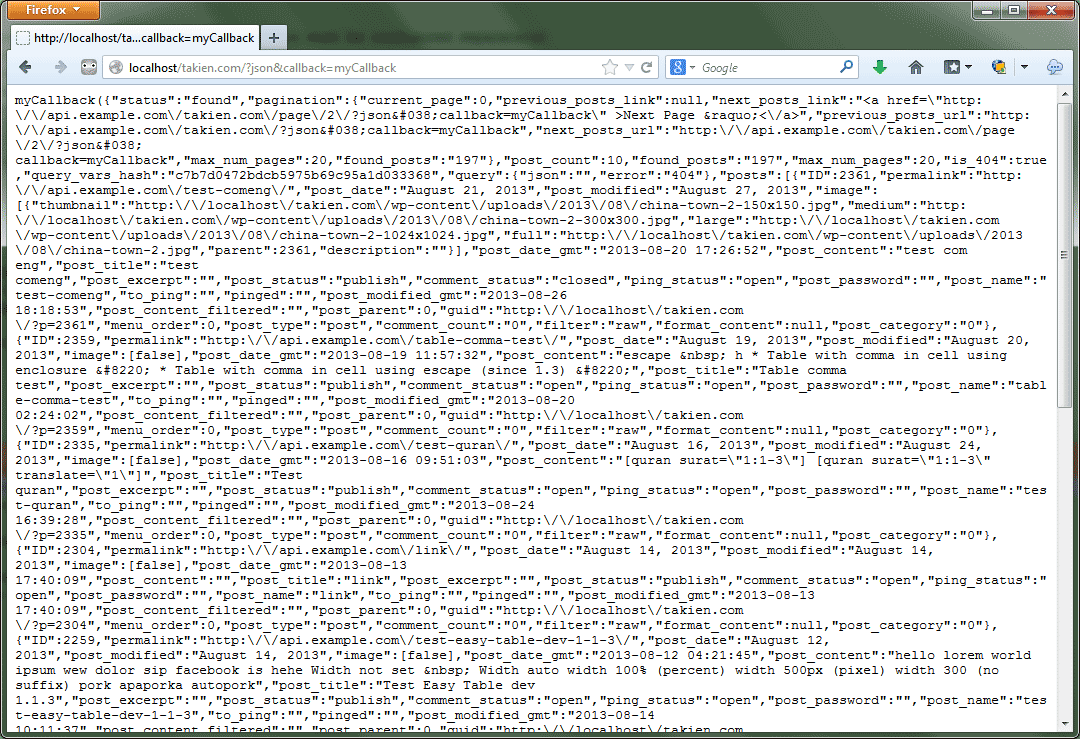 Firefox
http://localhost/ta...callback=myCallback
localhost/takien.com/?json&callback=myCallback
Google
myCallback({"status":"found","pagination":{"current_page":0,"previous_posts_link":null,"next_posts_link":"<a href=\"http:
\/\/api.example.com\/takien.com\/page\/2\/?json&#038;callback=myCallback\" >Next Page &raquo;<\/a>","previous_posts_url":"http:
\/\/api.example.com\/takien.com\/?json&#038;callback=myCallback","next_posts_url":"http:\/\/api.example.com\/takien.com\/page
\/2\/?json&#038;
callback=myCallback","max_num_pages":20,"found_posts":"197"},"post_count":10,"found_posts":"197","max_num_pages":20,"is_404":true
,"query_vars_hash":"c7b7d0472bdcb5975b69c95a1d033368","query":{"json":"","error":"404"},"posts":[{"ID":2361,"permalink":"http:
\/\/api.example.com\/test-comeng\/","post_date":"August 21, 2013","post_modified":"August 27, 2013","image":
[{"thumbnail":"http:\/\/localhost\/takien.com\/wp-content\/uploads\/2013\/08\/china-town-2-150x150.jpg","medium":"http:
\/\/localhost\/takien.com\/wp-content\/uploads\/2013\/08\/china-town-2-300x300.jpg","large":"http:\/\/localhost\/takien.com
\/wp-content\/uploads\/2013\/08\/china-town-2-1024x1024.jpg","full":"http:\/\/localhost\/takien.com\/wp-content\/uploads\/2013
\/08\/china-town-2.jpg","parent":2361,"description":""}],"post_date_gmt":"2013-08-20 17:26:52","post_content":"test com
eng","post_title":"test
comeng","post_excerpt":"","post_status":"publish","comment_status":"closed","ping_status":"open","post_password":"","post_name":"
test-comeng","to_ping":"","pinged":"","post_modified_gmt":"2013-08-26
18:18:53","post_content_filtered":"","post_parent":0,"guid":"http:\/\/localhost\/takien.com
\/?p=2361","menu_order":0,"post_type":"post","comment_count":"0","filter":"raw","format_content":null,"post_category":"0"},
{"ID":2359,"permalink":"http:\/\/api.example.com\/table-comma-test\/","post_date":"August 19, 2013","post_modified":"August 20,
2013","image":[false],"post_date_gmt":"2013-08-19 11:57:32","post_content":"escape &nbsp; h * Table with comma in cell using
enclosure &#8220; * Table with comma in cell using escape (since 1.3) &#8220;","post_title":"Table comma
test","post_excerpt":"","post_status":"publish","comment_status":"open","ping_status":"open","post_password":"","post_name":"tabl
e-comma-test","to_ping":"","pinged":"","post_modified_gmt":"2013-08-20
02:24:02","post_content_filtered":"","post_parent":0,"guid":"http:\/\/localhost\/takien.com
\/?p=2359","menu_order":0,"post_type":"post","comment_count":"0","filter":"raw","format_content":null,"post_category":"0"},
{"ID":2335,"permalink":"http:\/\/api.example.com\/test-quran\/","post_date":"August 16, 2013","post_modified":"August 24,
2013","image":[false],"post_date_gmt":"2013-08-16 09:51:03","post_content":"[quran surat=\"1:1-3\"] [quran surat=\"1:1-3\"
translate=\"1\"]","post_title":"Test
quran","post_excerpt":"","post_status":"publish","comment_status":"open","ping_status":"open","post_password":"","post_name":"tes
t-quran","to_ping":"","pinged":"","post_modified_gmt":"2013-08-24
16:39:28","post_content_filtered":"","post_parent":0,"guid":"http:\/\/localhost\/takien.com
\/?p=2335","menu_order":0,"post_type":"post","comment_count":"0","filter":"raw","format_content":null,"post_category":"0"},
{"ID":2304,"permalink":"http:\/\/api.example.com\/link\/","post_date":"August 14, 2013","post_modified":"August 14,
2013","image":[false],"post_date_gmt":"2013-08-13
17:40:09","post_content":"","post_title":"link","post_excerpt":"","post_status":"publish","comment_status":"open","ping_status":"
open","post_password":"","post_name":"link","to_ping":"","pinged":"","post_modified_gmt":"2013-08-13
17:40:09","post_content_filtered":"","post_parent":0,"guid":"http:\/\/localhost\/takien.com
\/?p=2304","menu_order":0,"post_type":"post","comment_count":"0","filter":"raw","format_content":null,"post_category":"0"},
{"ID":2259,"permalink":"http:\/\/api.example.com\/test-easy-table-dev-1-1-3\/","post_date":"August 12,
2013","post_modified":"August 14, 2013","image":[false],"post_date_gmt":"2013-08-12 04:21:45","post_content":"hello lorem world
ipsum wew dolor sip facebook is hehe Width not set &nbsp; Width auto width 100% (percent) width 500px (pixel) width 300 (no
suffix) pork apaporka autopork","post_title":"Test Easy Table dev
1.1.3","post_excerpt":"","post_status":"publish","comment_status":"open","ping_status":"open","post_password":"","post_name":"tes
t-easy-table-dev-1-1-3","to_ping":"","pinged":"","post_modified_gmt":"2013-08-14
10:11:37","post_content_filtered":"","post_parent":0,"guid":"http:\/\/localhost\/takien.com